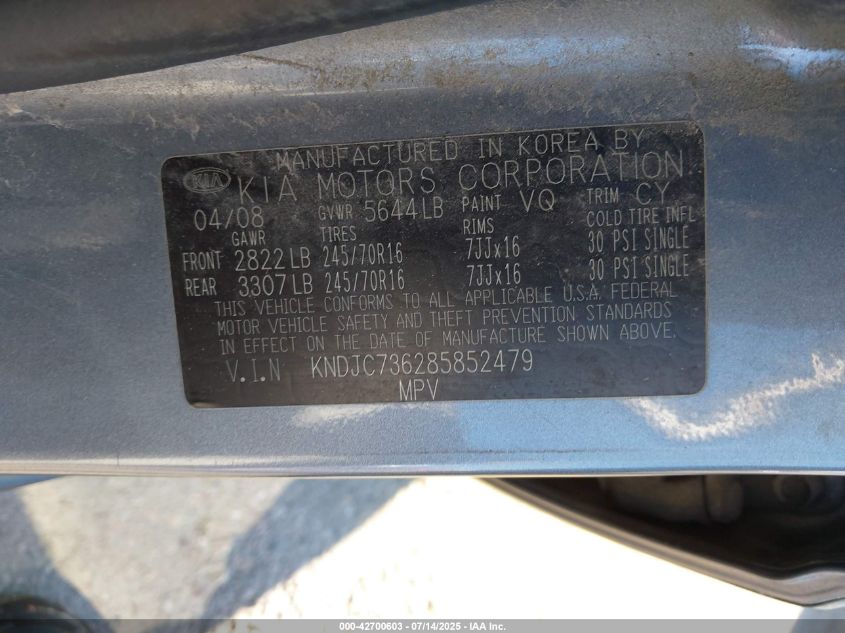 MANUFACTURED IN KOREA BY
KIA KIA MOTORS CORPORATION
04/08 GVWR 5644LB PAINT VQ TRIM CY
GAWR TIRES RIMS COLD TIRE INFL
FRONT 2822LB 245/70R16 7JJx16 30 PSI SINGLE
REAR 3307LB 245/70R16 7JJx16 30 PSI SINGLE
THIS VEHICLE CONFORMS TO ALL APPLICABLE U.S.A. FEDERAL
MOTOR VEHICLE SAFETY AND THEFT PREVENTION STANDARDS
IN EFFECT ON THE DATE OF MANUFACTURE SHOWN ABOVE.
V.I.N KNDJC736285852479
MPV
000-42700603 - 07/14/2025 - IAA Inc.